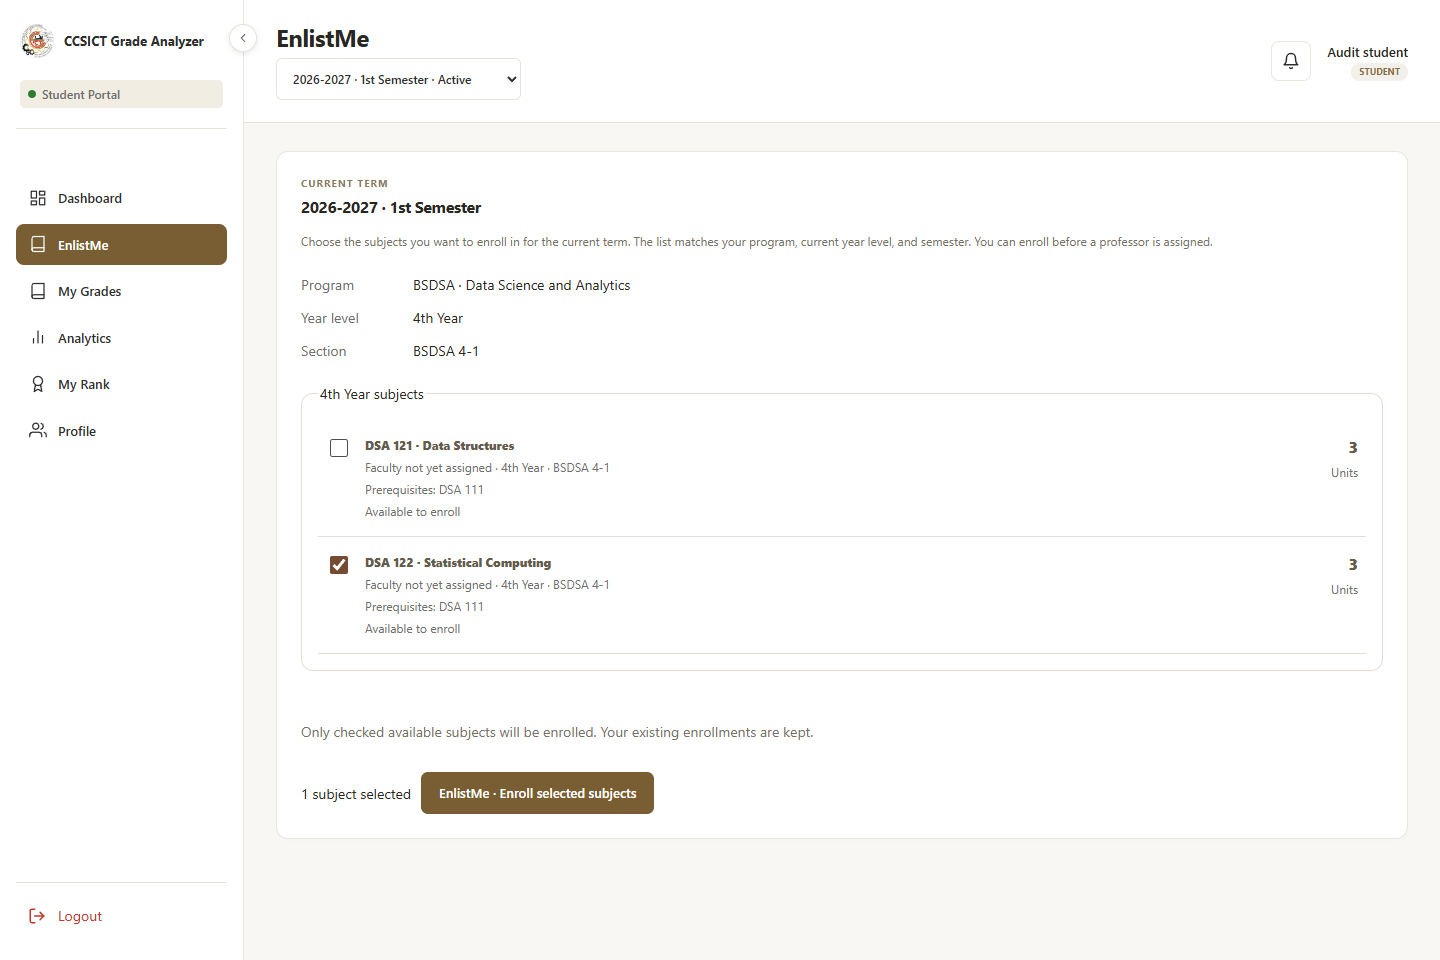 CCSICT Grade Analyzer
Student Portal
Dashboard
EnlistMe
My Grades
Analytics
My Rank
Profile
Logout
EnlistMe
2026-2027 · 1st Semester · Active
Audit student
STUDENT
CURRENT TERM
2026-2027 · 1st Semester
Choose the subjects you want to enroll in for the current term. The list matches your program, current year level, and semester. You can enroll before a professor is assigned.
Program BSDSA · Data Science and Analytics
Year level 4th Year
Section BSDSA 4-1
4th Year subjects
DSA 121 · Data Structures
Faculty not yet assigned · 4th Year · BSDSA 4-1
Prerequisites: DSA 111
Available to enroll
3
Units
DSA 122 · Statistical Computing
Faculty not yet assigned · 4th Year · BSDSA 4-1
Prerequisites: DSA 111
Available to enroll
3
Units
Only checked available subjects will be enrolled. Your existing enrollments are kept.
1 subject selected
EnlistMe · Enroll selected subjects